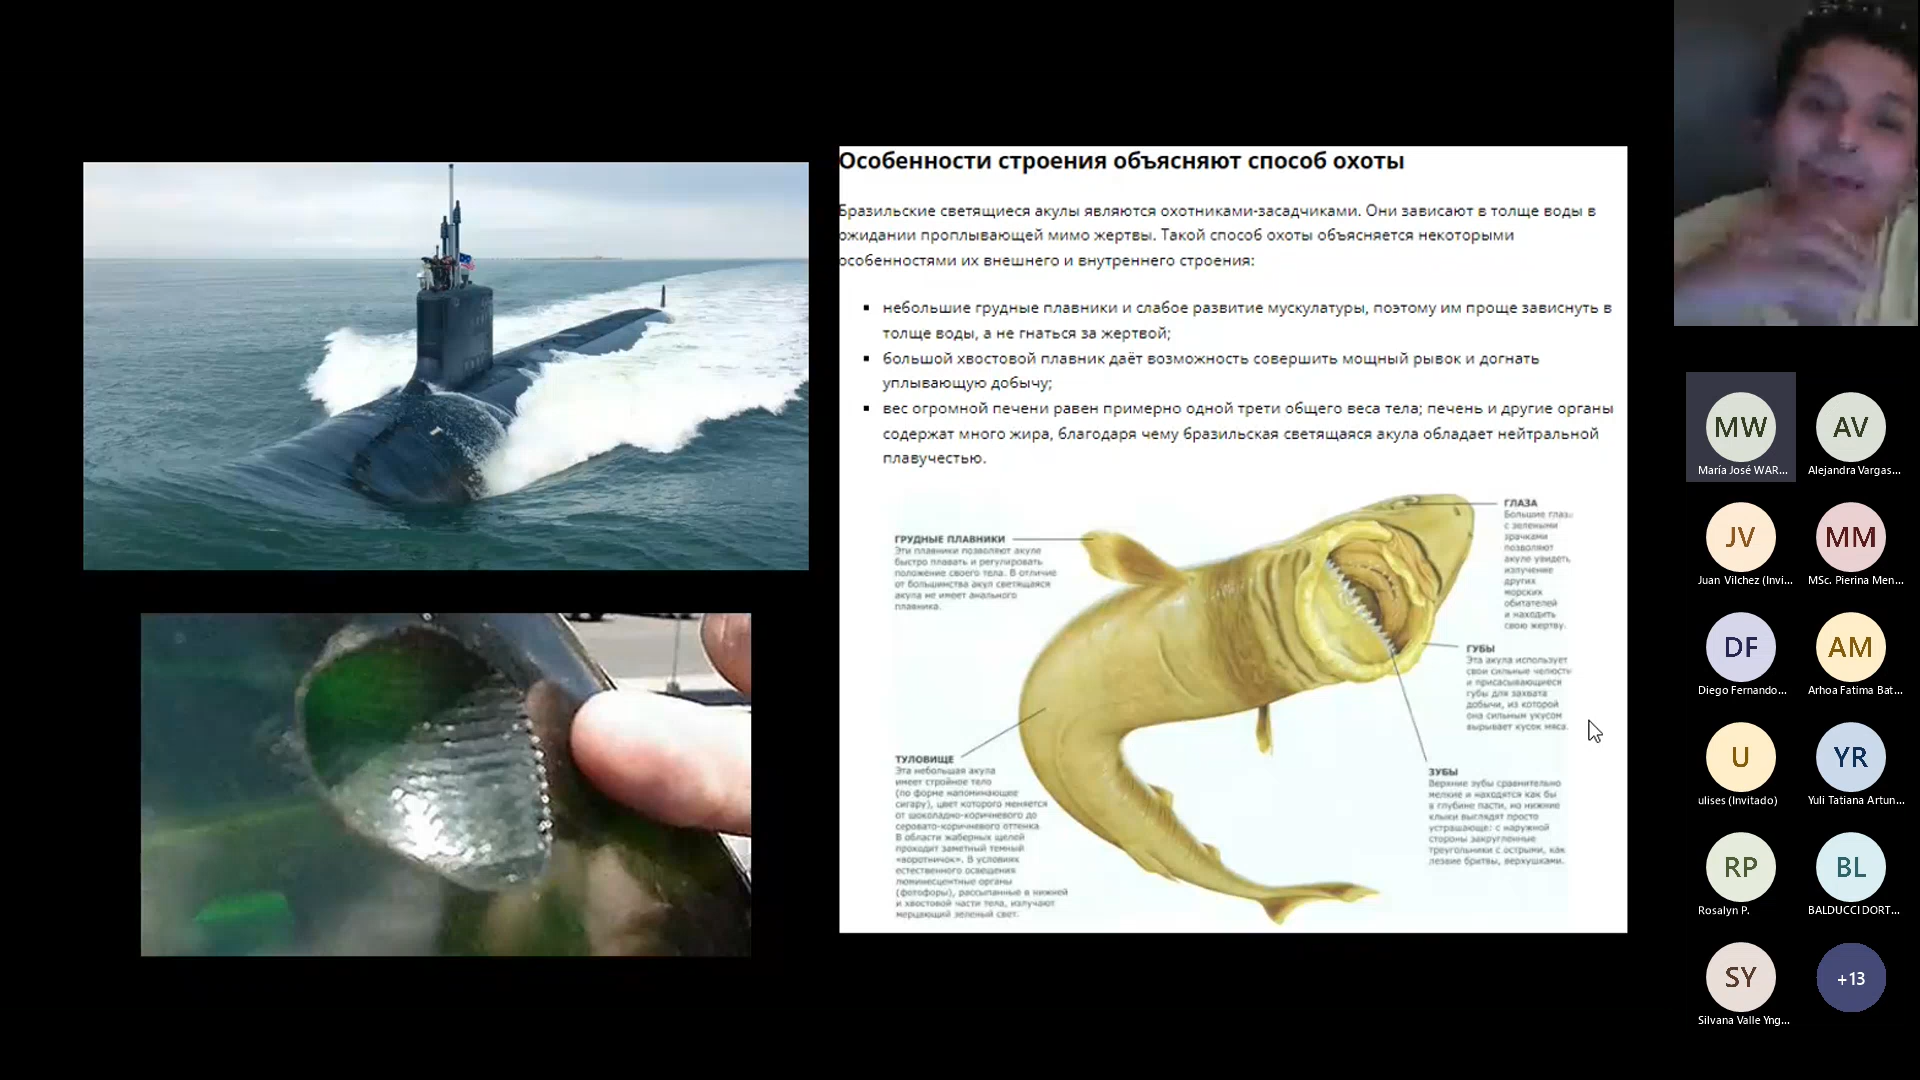 Особенности строения объясняют способ охоты
Бразильские светящиеся акулы являются охотниками-засадчиками. Они зависают в толще воды в
ожидании проплывающей мимо жертвы. Такой способ охоты объясняется некоторыми
особенностями их внешнего и внутреннего строения:
небольшие грудные плавники и слабое развитие мускулатуры, поэтому им проще зависнуть в
толще воды, а не гнаться за жертвой;
большой хвостовой плавник даёт возможность совершить мощный рывок и догнать
уплывающую добычу;
вес огромной печени равен примерно одной трети общего веса тела; печень и другие органы
содержат много жира, благодаря чему бразильская светящаяся акула обладает нейтральной
плавучестью.
ГРУДНЫЕ ПЛАВНИКИ
Эти плавники позволяют акуле
быстро плавать и регулировать
положение своего тела. В отличие
от большинства акул светящаяся
акула не имеет анального
плавника.
ГЛАЗА
Большие глаза
с зелеными
зрачками
позволяют
акуле увидеть
излучение
других
морских
обитателей
и находить
свою жертву.
ГУБЫ
Эта акула использует
свои сильные челюсти
и присасывающиеся
губы для захвата
добычи, из которой
она сильным укусом
вырывает кусок мяса.
ТУЛОВИЩЕ
Эта небольшая акула
имеет стройное тело
(по форме напоминающее
сигару), цвет которого меняется
от шоколадно-коричневого до
серовато-коричневого оттенка.
В области жаберных щелей
проходит заметный темный
«воротничок». В условиях
естественного освещения
люминесцентные органы
(фотофоры), рассыпанные в нижней
и хвостовой части тела, излучают
мерцающий зеленый свет.
ЗУБЫ
Верхние зубы сравнительно
мелкие и находятся как бы
в глубине пасти, но нижние
клыки выглядят просто
устрашающе: с наружной
стороны закругленные
треугольники с острыми, как
лезвие бритвы, верхушками.
MW
María José WAR...
AV
Alejandra Vargas...
JV
Juan Vilchez (Invi...
MM
MSc. Pierina Men...
DF
Diego Fernando...
AM
Arhoa Fatima Bat...
U
ulises (Invitado)
YR
Yuli Tatiana Artun...
RP
Rosalyn P.
BL
BALDUCCI DORT...
SY
Silvana Valle Yng...
+13